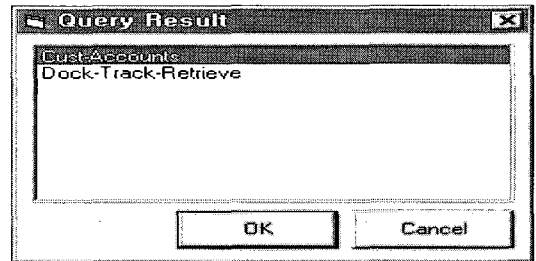 Query Result
Cust-Accounts
Dock-Track-Retrieve
OK
Cancel